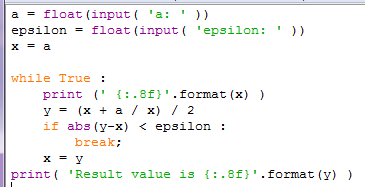 a = float(input( 'a: ' ))
epsilon = float(input( 'epsilon: ' ))
x = a

while True :
    print (' {:.8f}'.format(x) )
    y = (x + a / x) / 2
    if abs(y-x) < epsilon :
        break;
    x = y
print( 'Result value is {:.8f}'.format(y) )